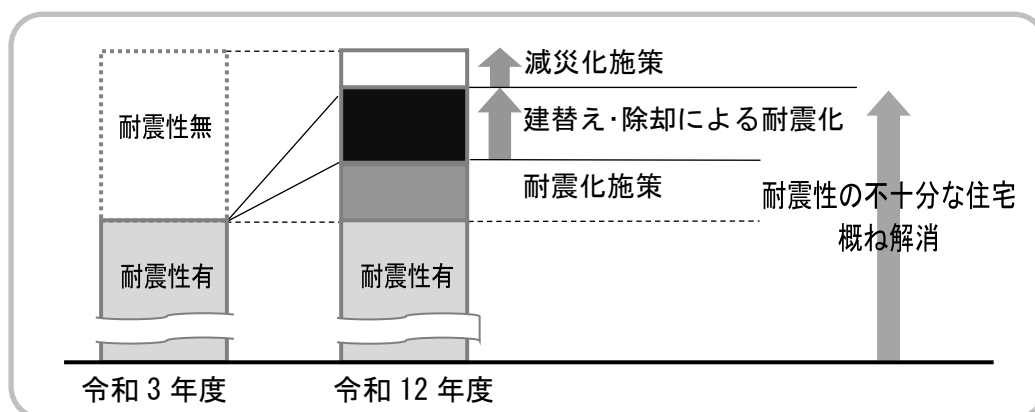 減災化施策
建替え・除却による耐震化
耐震性無
耐震化施策
耐震性の不十分な住宅
概ね解消
耐震性有
耐震性有
令和 3 年度
令和 12 年度